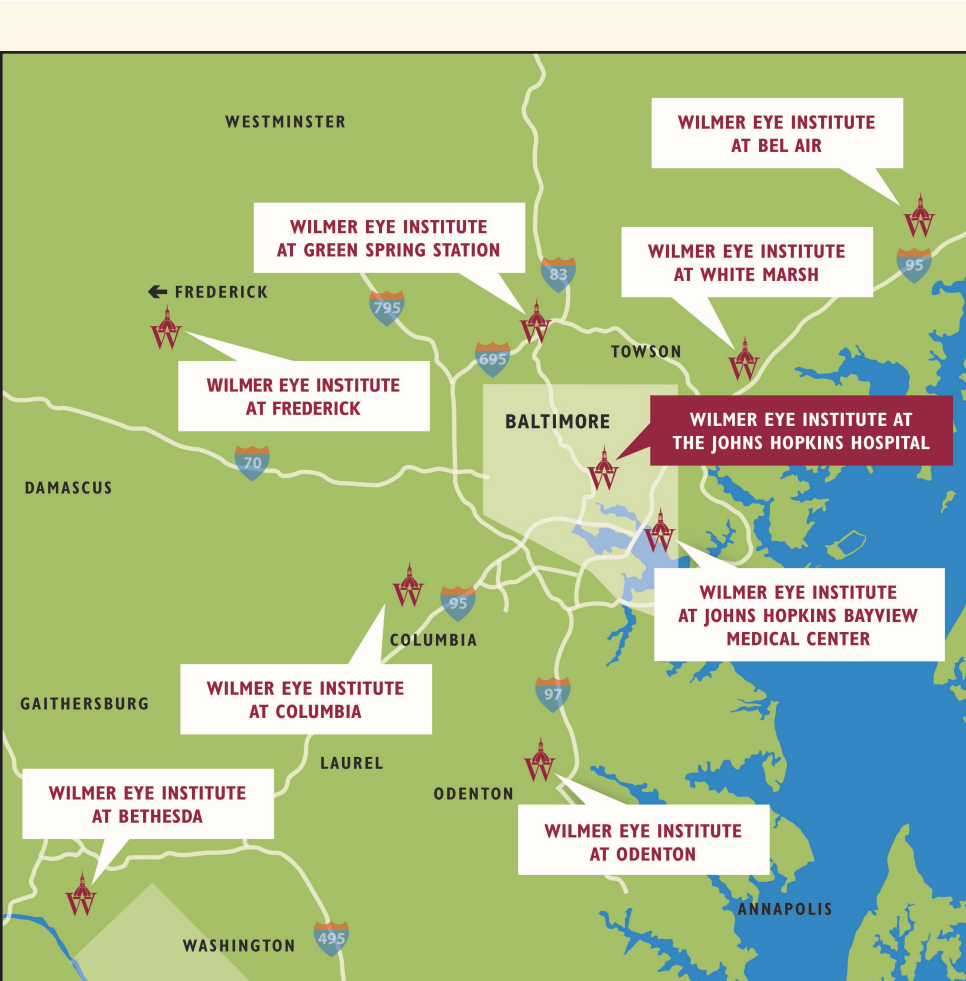 WESTMINSTER
WILMER EYE INSTITUTE
AT BEL AIR
WILMER EYE INSTITUTE
AT GREEN SPRING STATION
WILMER EYE INSTITUTE
AT WHITE MARSH
95
83
FREDERICK
795
W
W
W
W
695
TOWSON
WILMER EYE INSTITUTE
AT FREDERICK
BALTIMORE
WILMER EYE INSTITUTE AT
THE JOHNS HOPKINS HOSPITAL
70
W
DAMASCUS
W
W
95
WILMER EYE INSTITUTE
AT JOHNS HOPKINS BAYVIEW
MEDICAL CENTER
COLUMBIA
WILMER EYE INSTITUTE
AT COLUMBIA
97
GAITHERSBURG
LAUREL
W
ODENTON
WILMER EYE INSTITUTE
AT BETHESDA
WILMER EYE INSTITUTE
AT ODENTON
W
ANNAPOLIS
WASHINGTON
495